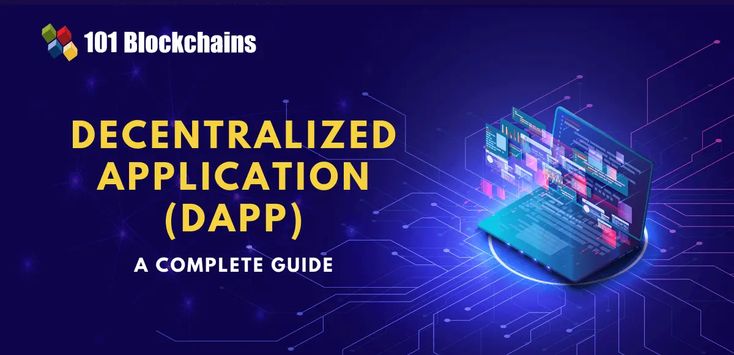 101 Blockchains
DECENTRALIZED
APPLICATION
(DAPP)
A COMPLETE GUIDE